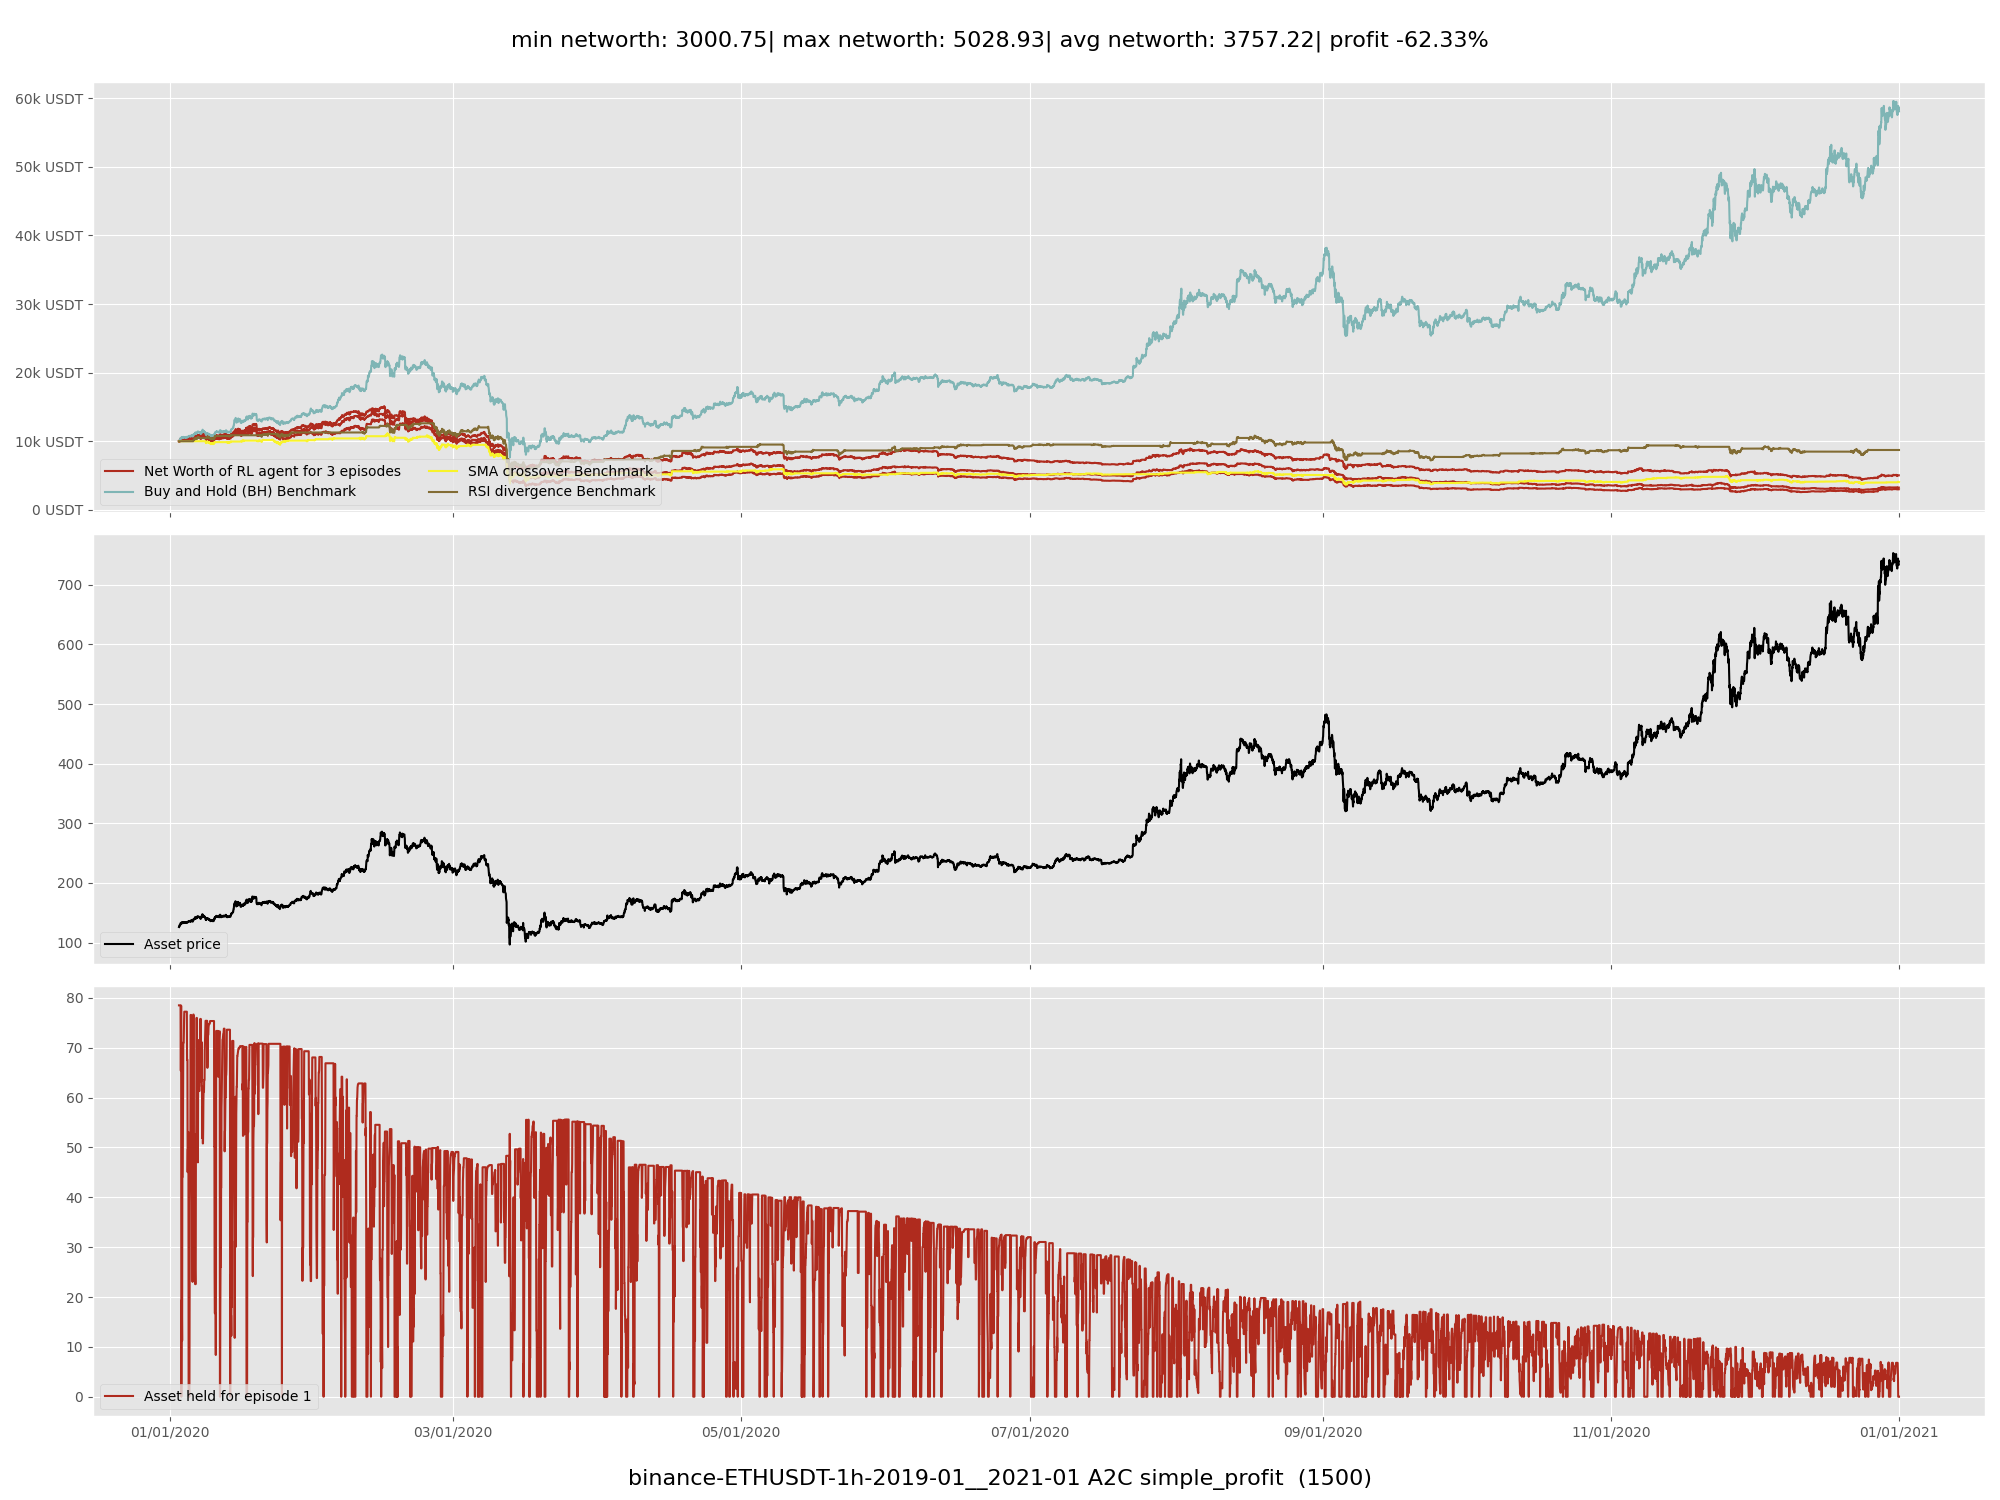 min networth: 3000.75| max networth: 5028.93| avg networth: 3757.22| profit -62.33%
60k USDT
50k USDT
40k USDT
30k USDT
20k USDT
10k USDT
0 USDT
Net Worth of RL agent for 3 episodes
Buy and Hold (BH) Benchmark
SMA crossover Benchmark
RSI divergence Benchmark
700
600
500
400
300
200
100
Asset price
80
70
60
50
40
30
20
10
0
Asset held for episode 1
01/01/2020
03/01/2020
05/01/2020
07/01/2020
09/01/2020
11/01/2020
01/01/2021
binance-ETHUSDT-1h-2019-01__2021-01 A2C simple_profit  (1500)